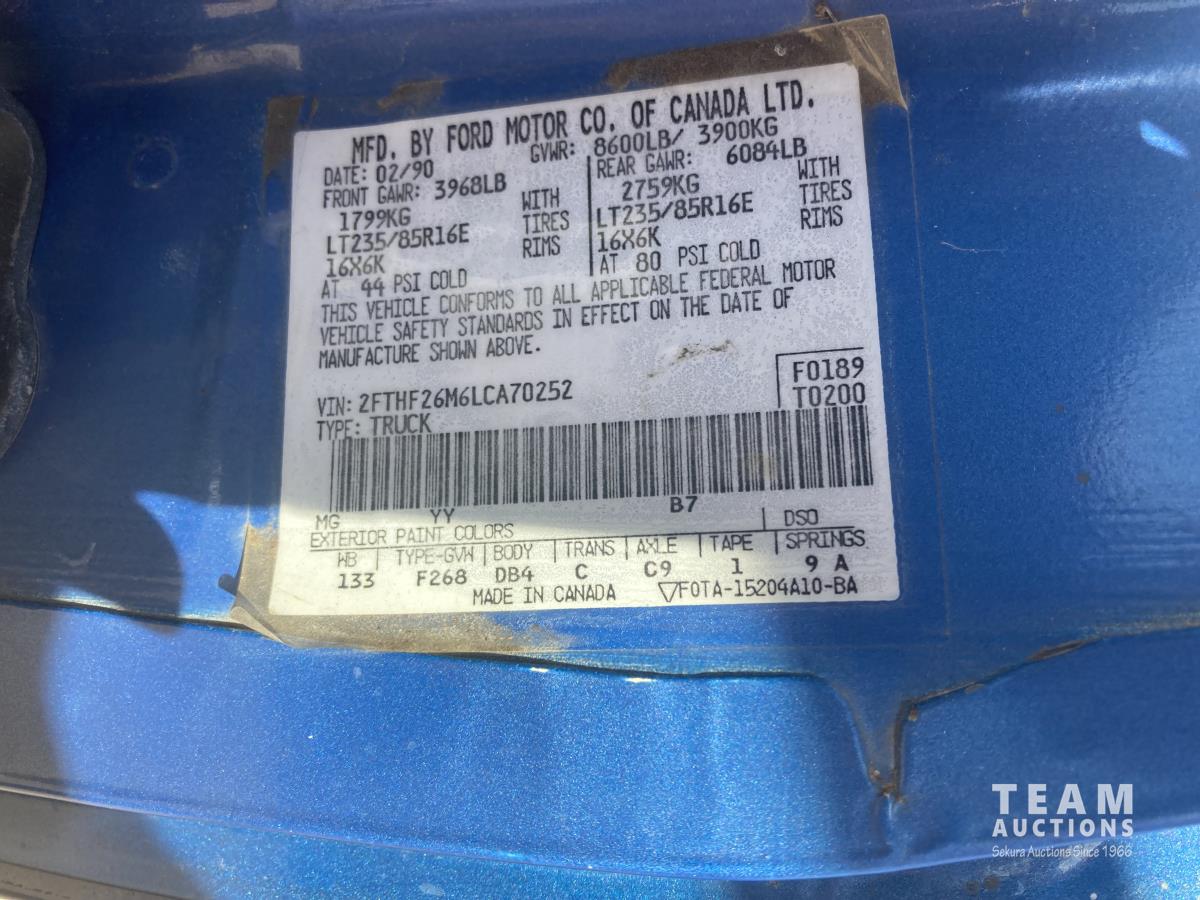 MFD. BY FORD MOTOR CO. OF CANADA LTD.
DATE: 02/90 GVWR: 8600LB/ 3900KG
FRONT GAWR: 3968LB REAR GAWR: 6084LB
1799KG WITH 2759KG WITH
LT235/85R16E TIRES LT235/85R16E TIRES
16X6K RIMS 16X6K RIMS
AT 44 PSI COLD AT 80 PSI COLD
THIS VEHICLE CONFORMS TO ALL APPLICABLE FEDERAL MOTOR
VEHICLE SAFETY STANDARDS IN EFFECT ON THE DATE OF
MANUFACTURE SHOWN ABOVE.
F0189
VIN: 2FTHF26M6LCA70252 T0200
TYPE: TRUCK
MG YY B7
EXTERIOR PAINT COLORS DSO
WB TYPE-GVW BODY TRANS AXLE TAPE SPRINGS
133 F268 DB4 C C9 1 9 A
MADE IN CANADA ▽F0TA-15204A10-BA
TEAM
AUCTIONS
Sekura Auctions Since 1966